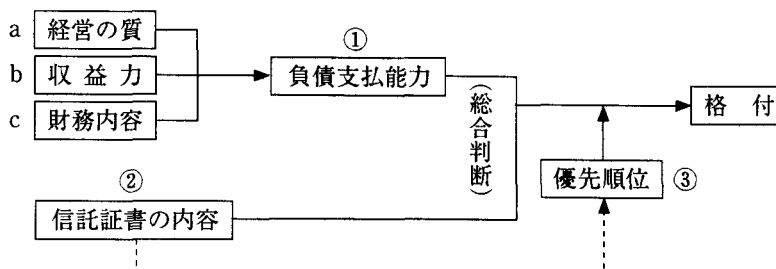 a 経営の質
b 収益力
c 財務内容
①
負債支払能力
(総合判断)
格付
優先順位 ③
②
信託証書の内容